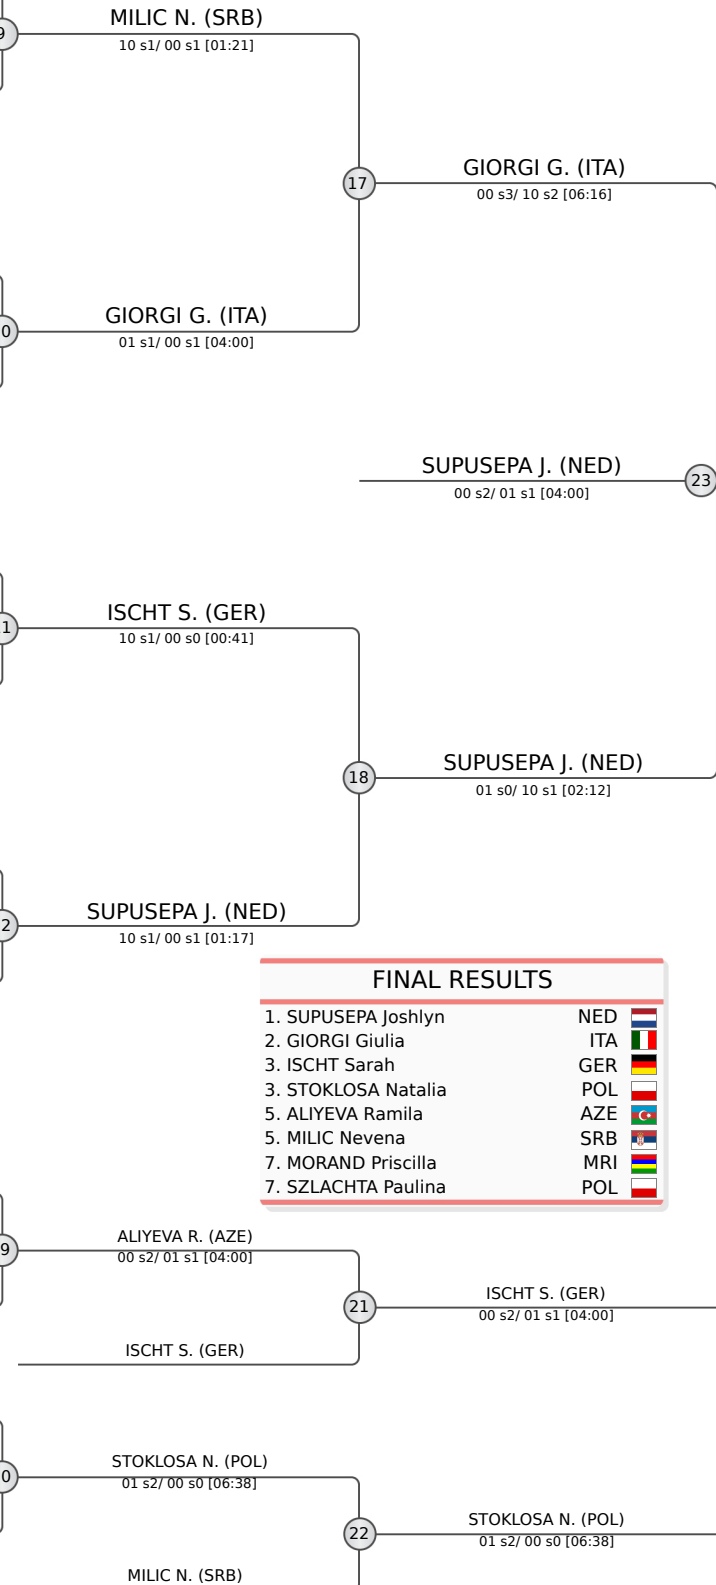 MILIC N. (SRB)
9
10 s1/ 00 s1 [01:21]
GIORGI G. (ITA)
17
00 s3/ 10 s2 [06:16]
GIORGI G. (ITA)
0
01 s1/ 00 s1 [04:00]
SUPUSEPA J. (NED)
23
00 s2/ 01 s1 [04:00]
ISCHT S. (GER)
1
10 s1/ 00 s0 [00:41]
SUPUSEPA J. (NED)
18
01 s0/ 10 s1 [02:12]
SUPUSEPA J. (NED)
2
10 s1/ 00 s1 [01:17]
FINAL RESULTS
1. SUPUSEPA Joshlyn NED
2. GIORGI Giulia ITA
3. ISCHT Sarah GER
3. STOKLOSA Natalia POL
5. ALIYEVA Ramila AZE
5. MILIC Nevena SRB
7. MORAND Priscilla MRI
7. SZLACHTA Paulina POL
ALIYEVA R. (AZE)
9
00 s2/ 01 s1 [04:00]
ISCHT S. (GER)
21
00 s2/ 01 s1 [04:00]
ISCHT S. (GER)
STOKLOSA N. (POL)
0
01 s2/ 00 s0 [06:38]
STOKLOSA N. (POL)
22
01 s2/ 00 s0 [06:38]
MILIC N. (SRB)